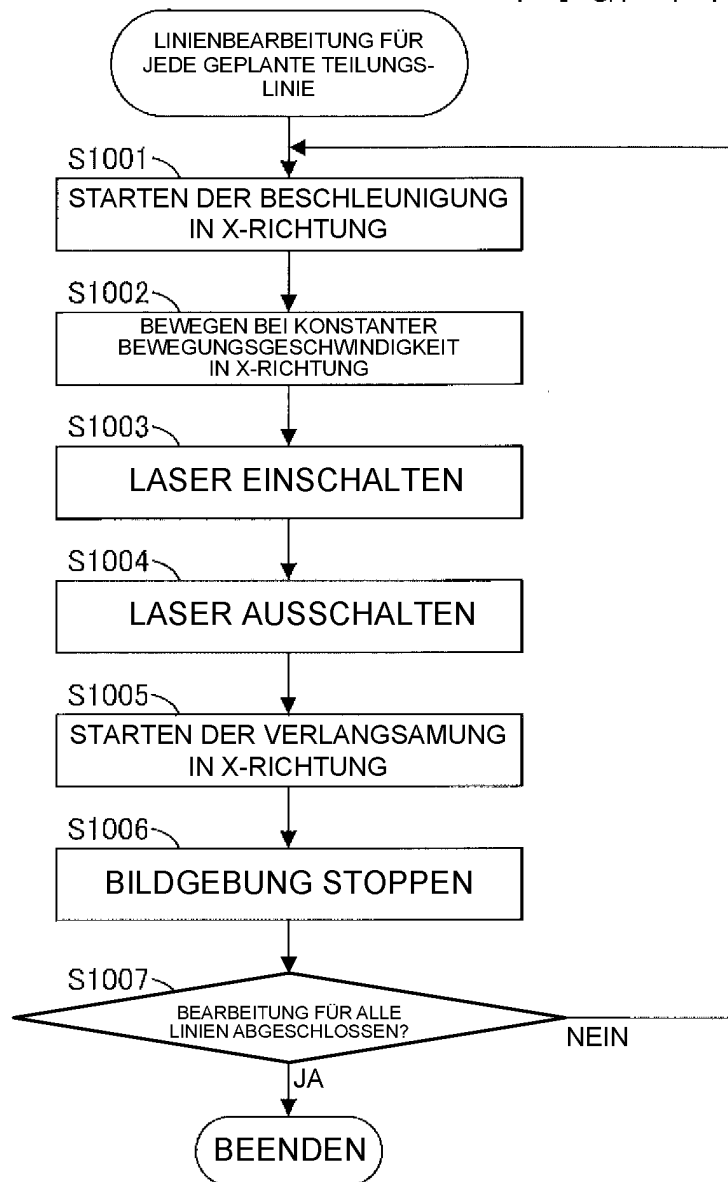 LINIENBEARBEITUNG FÜR
JEDE GEPLANTE TEILUNGS-
LINIE
S1001
STARTEN DER BESCHLEUNIGUNG
IN X-RICHTUNG
S1002
BEWEGEN BEI KONSTANTER
BEWEGUNGSGESCHWINDIGKEIT
IN X-RICHTUNG
S1003
LASER EINSCHALTEN
S1004
LASER AUSSCHALTEN
S1005
STARTEN DER VERLANGSAMUNG
IN X-RICHTUNG
S1006
BILDGEBUNG STOPPEN
S1007
BEARBEITUNG FÜR ALLE
LINIEN ABGESCHLOSSEN?
NEIN
JA
BEENDEN